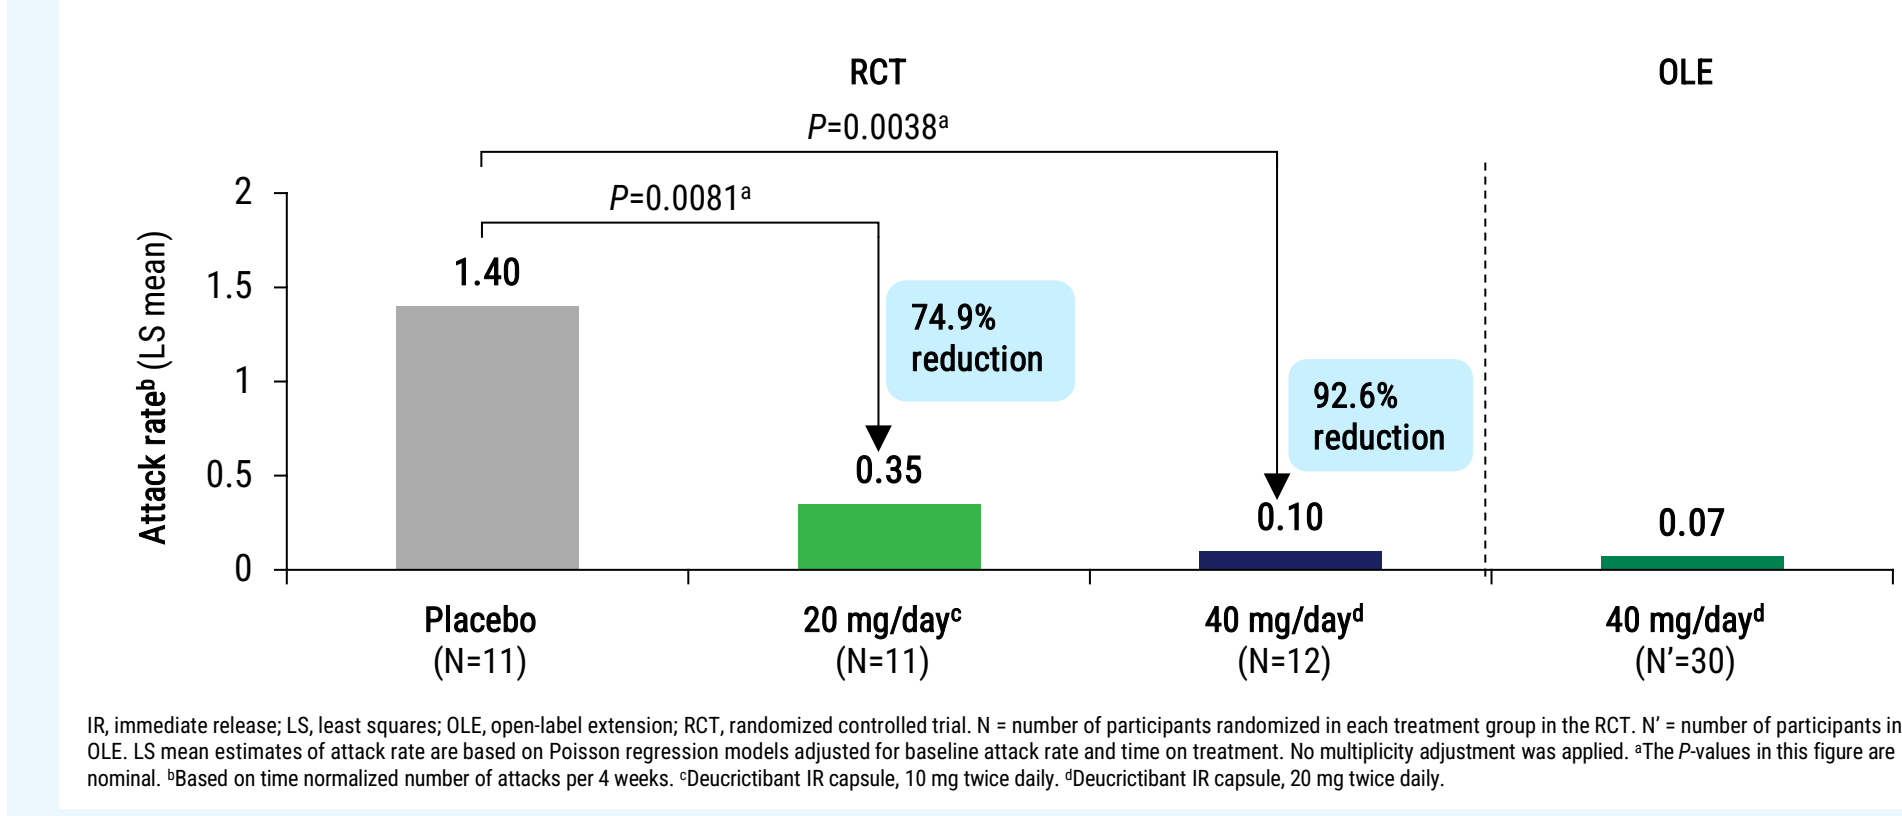 RCT
OLE
P=0.0038ᵃ
P=0.0081ᵃ
2
1.5
1
0.5
0
Attack rateᵇ (LS mean)
1.40
74.9%
reduction
0.35
92.6%
reduction
0.10
0.07
Placebo
(N=11)
20 mg/dayᶜ
(N=11)
40 mg/dayᵈ
(N=12)
40 mg/dayᵈ
(N’=30)
IR, immediate release; LS, least squares; OLE, open-label extension; RCT, randomized controlled trial. N = number of participants randomized in each treatment group in the RCT. N’ = number of participants in
OLE. LS mean estimates of attack rate are based on Poisson regression models adjusted for baseline attack rate and time on treatment. No multiplicity adjustment was applied. ᵃThe P-values in this figure are
nominal. ᵇBased on time normalized number of attacks per 4 weeks. ᶜDeucrictibant IR capsule, 10 mg twice daily. ᵈDeucrictibant IR capsule, 20 mg twice daily.